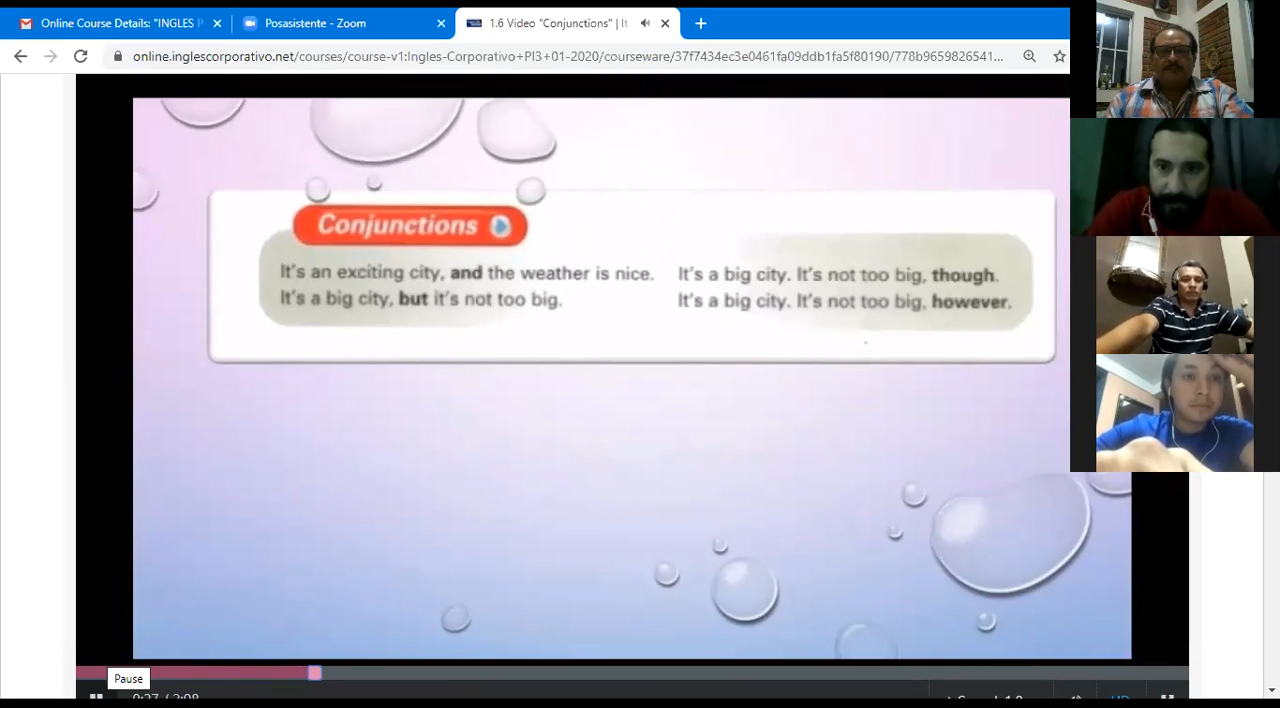 Online Course Details: "INGLES P
Posasistente - Zoom
1.6 Video "Conjunctions" | It
online.inglescorporativo.net/courses/course-v1:Ingles-Corporativo+PI3+01-2020/courseware/37f7434ec3e0461fa09ddb1fa5f80190/778b9659826541...
Conjunctions
It's an exciting city, and the weather is nice.
It's a big city, but it's not too big.
It's a big city. It's not too big, though.
It's a big city. It's not too big, however.
Pause